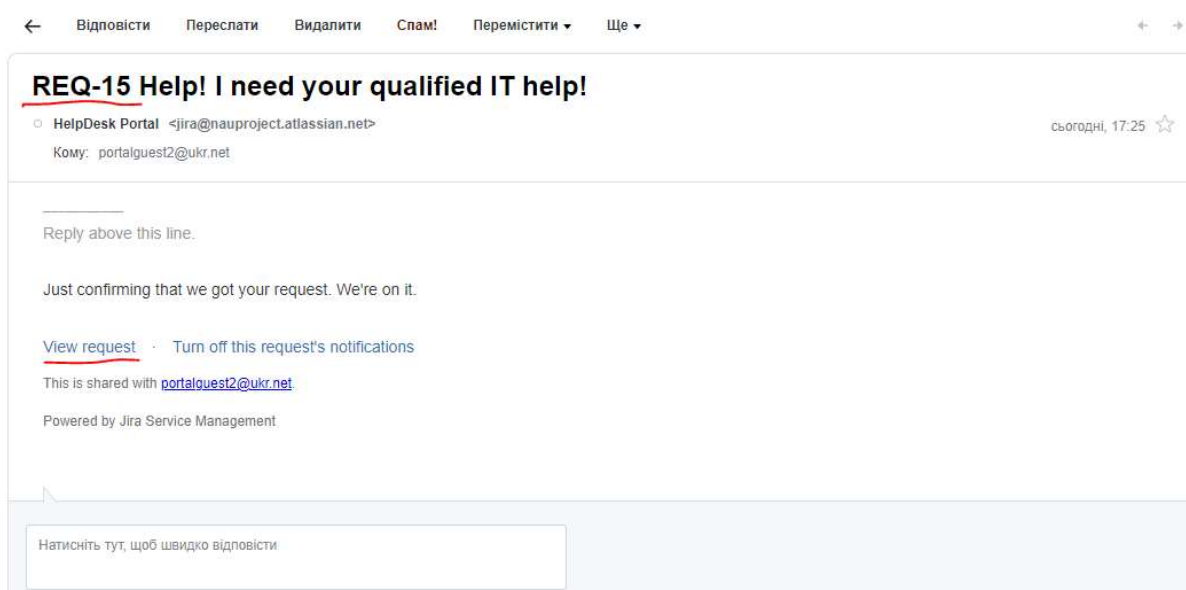 Відповісти Переслати Видалити Спам! Перемістити Ще
REQ-15 Help! I need your qualified IT help!
HelpDesk Portal <jira@nauproject.atlassian.net> сьогодні, 17:25
Кому: portalguest2@ukr.net
Reply above this line.
Just confirming that we got your request. We're on it.
View request · Turn off this request's notifications
This is shared with portalguest2@ukr.net.
Powered by Jira Service Management
Натисніть тут, щоб швидко відповісти